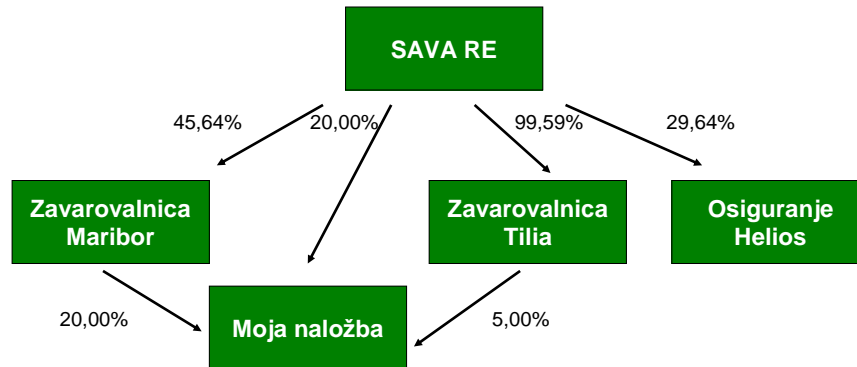 SAVA RE
45,64%
20,00%
99,59%
29,64%
Zavarovalnica
Maribor
Zavarovalnica
Tilia
Osiguranje
Helios
20,00%
Moja naložba
5,00%